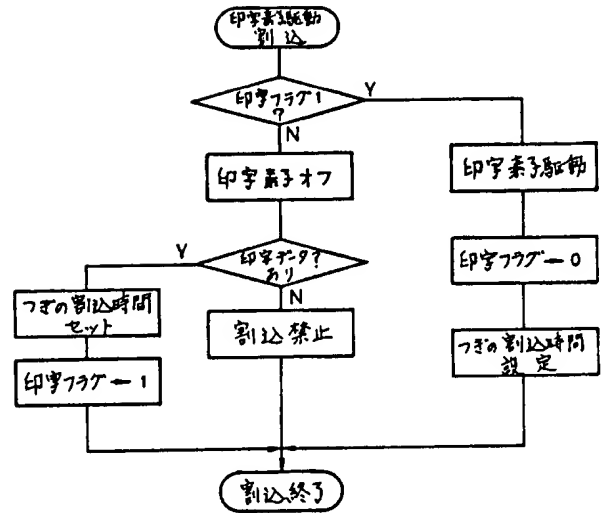 印字素子駆動
割込
印字フラグ1
?
Y
N
印字素子オフ
印字素子駆動
印字データ?
あり
Y
N
印字フラグ←0
つぎの割込時間
セット
割込禁止
つぎの割込時間
設定
印字フラグ←1
割込終了